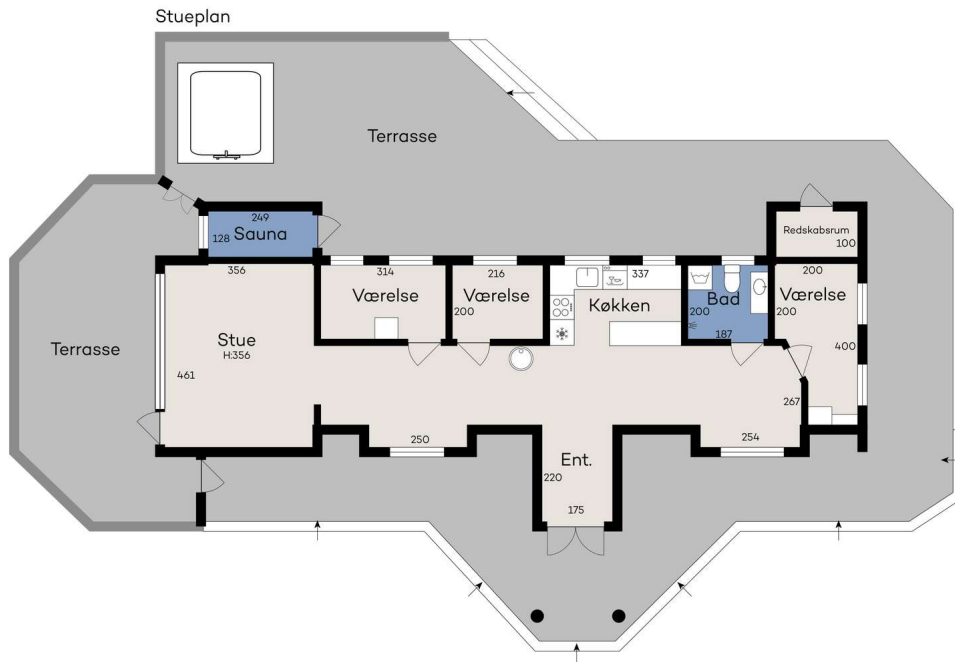 Stueplan
Terrasse
249
128
Sauna
Redskabsrum
100
356
314
216
337
200
Værelse
Værelse
200
Køkken
Bad
200
187
Værelse
200
Terrasse
Stue
H:356
461
400
267
250
254
Ent.
220
175